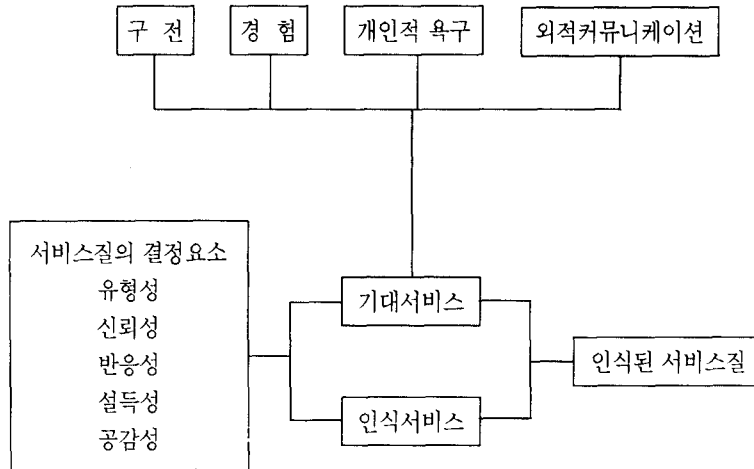 구 전
경 험
개인적 욕구
외적커뮤니케이션
서비스질의 결정요소
유형성
신뢰성
반응성
설득성
공감성
기대서비스
인식서비스
인식된 서비스질